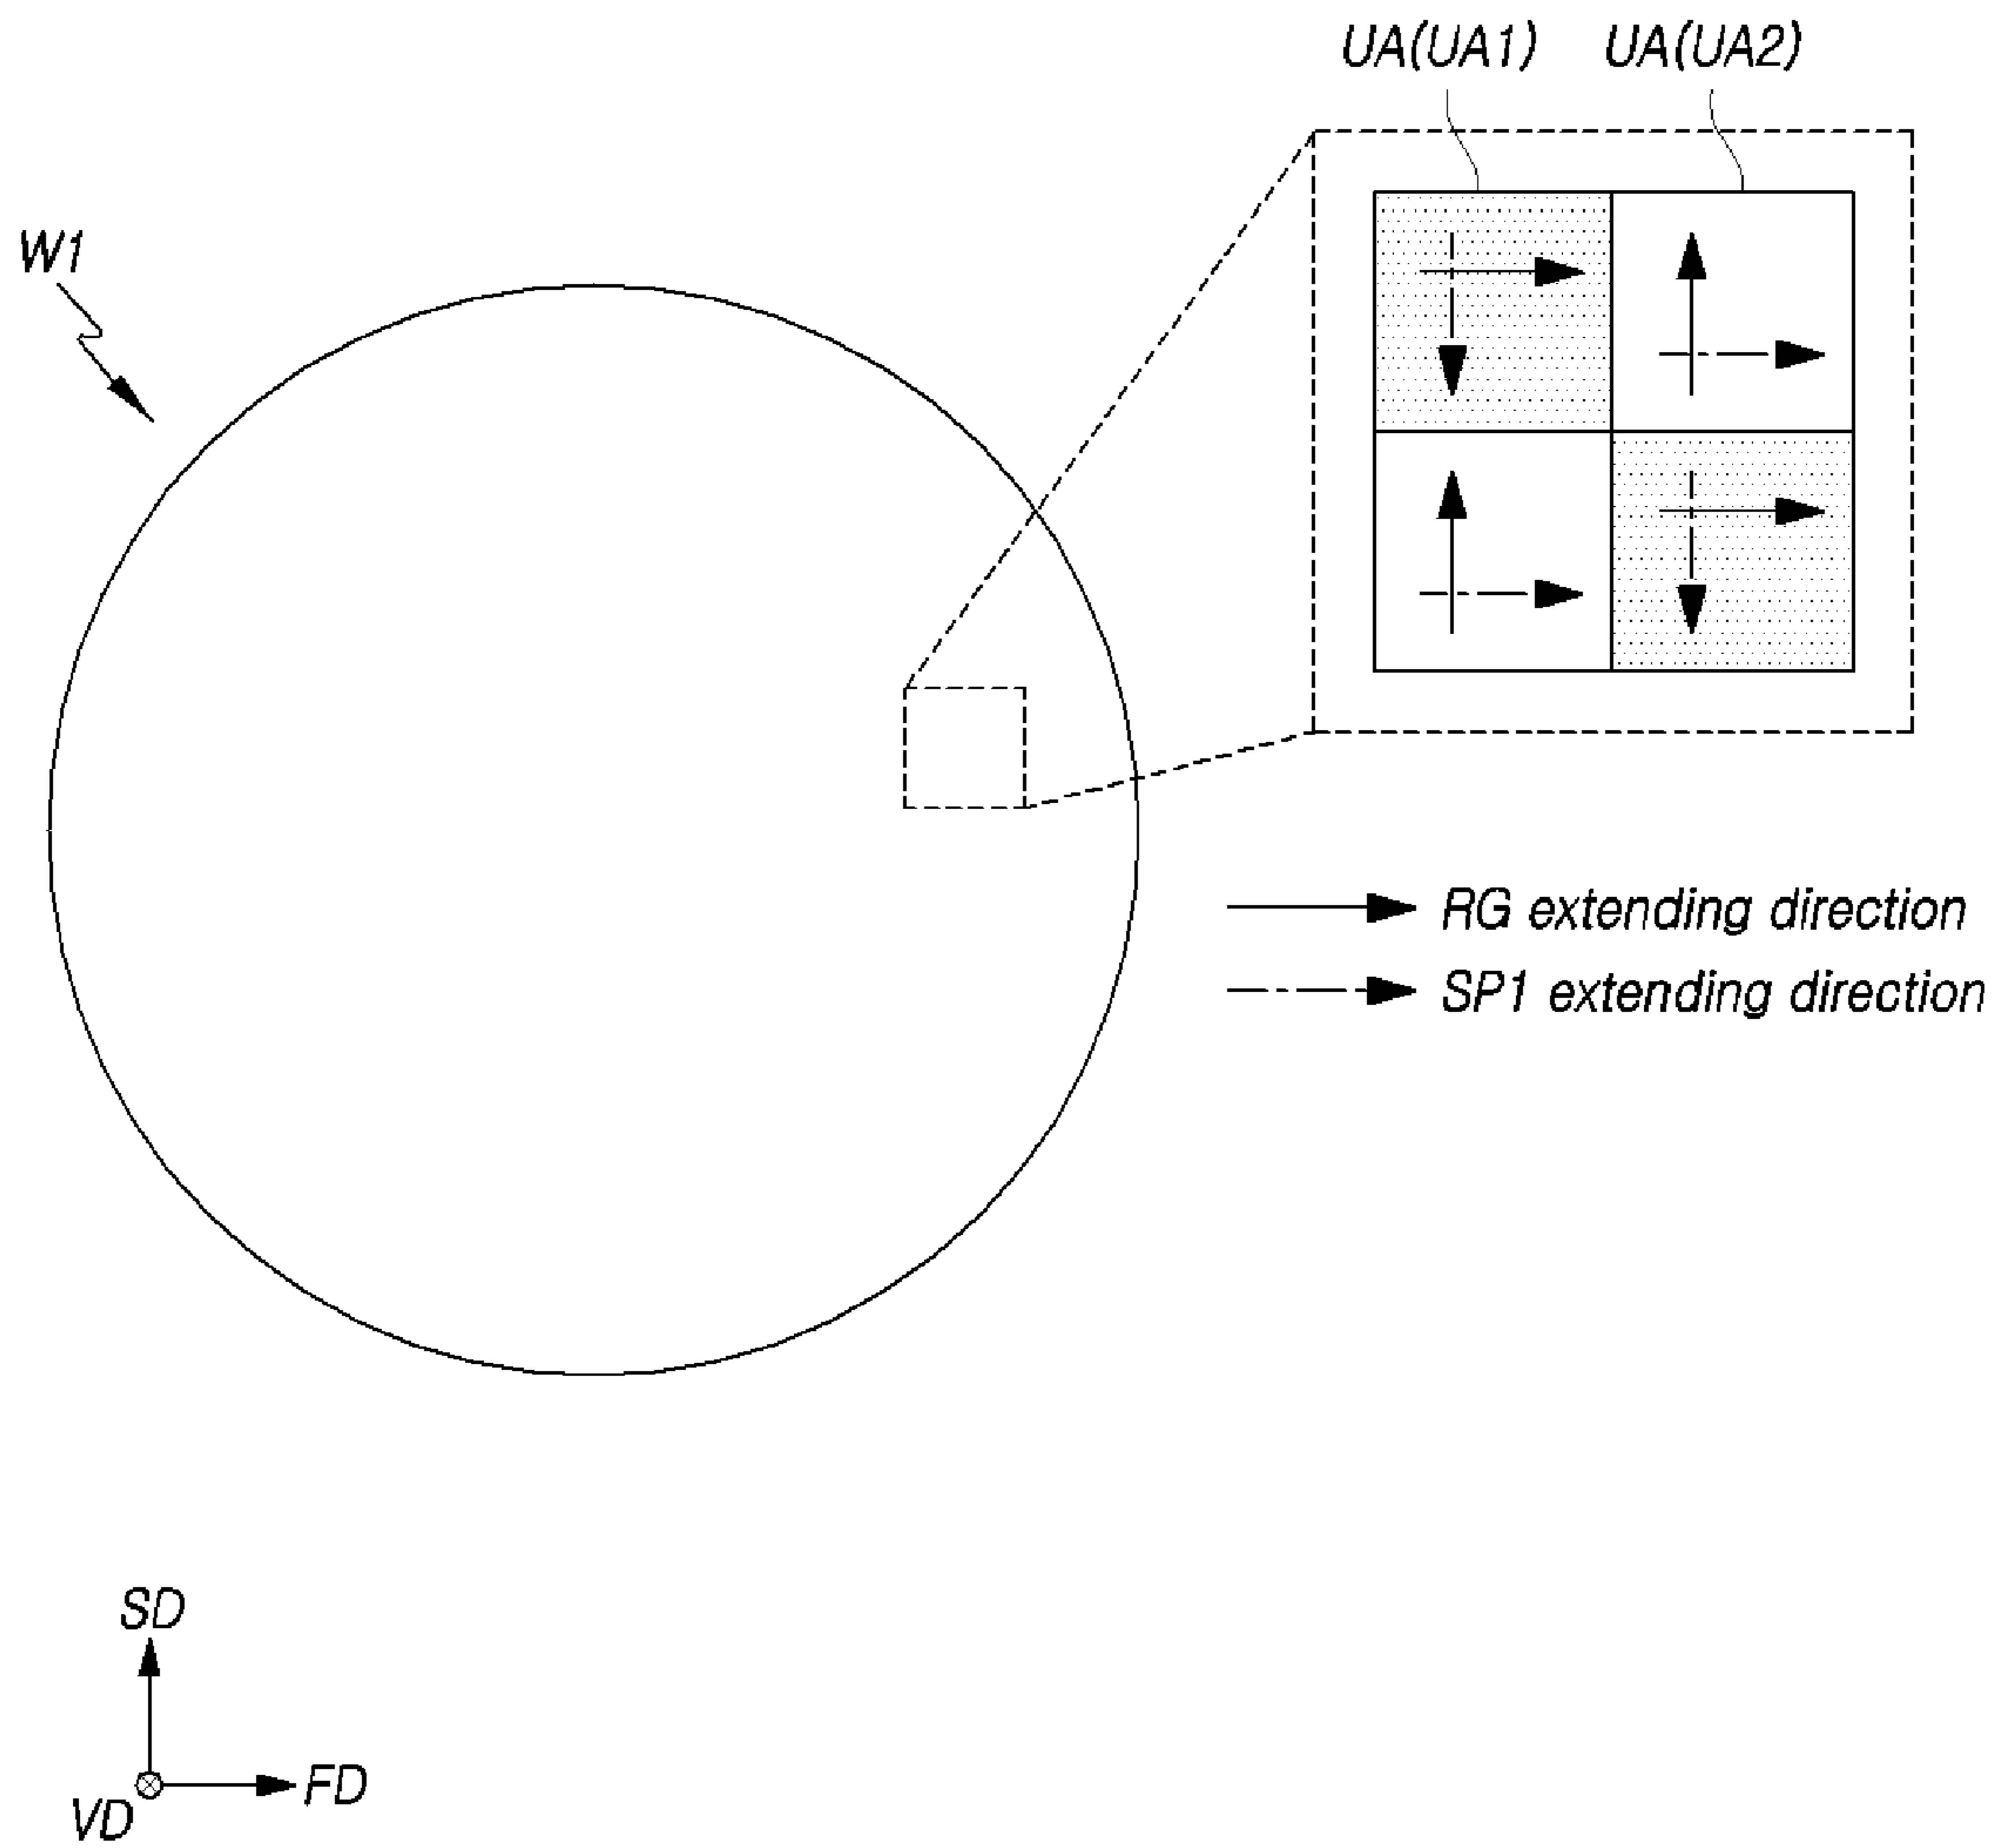 UA(UA1) UA(UA2)
W1
RG extending direction
SP1 extending direction
SD
FD
VD